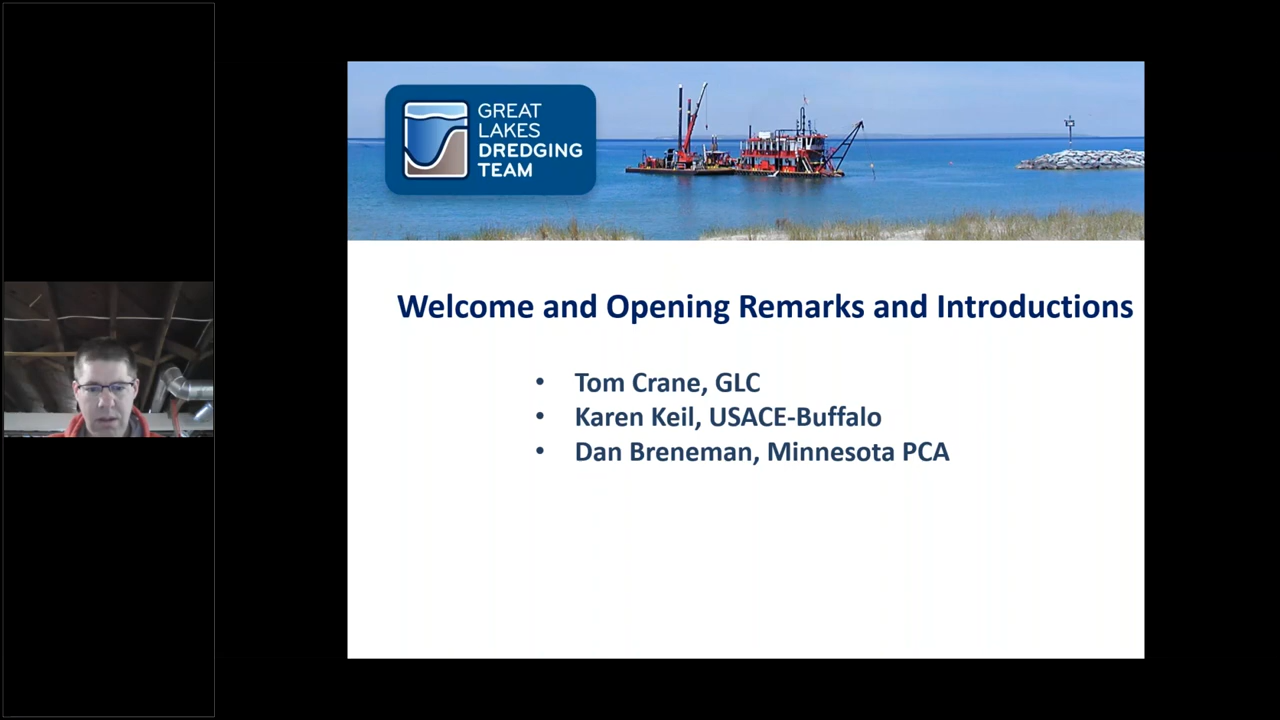 GREAT
LAKES
DREDGING
TEAM
Welcome and Opening Remarks and Introductions
• Tom Crane, GLC
• Karen Keil, USACE-Buffalo
• Dan Breneman, Minnesota PCA